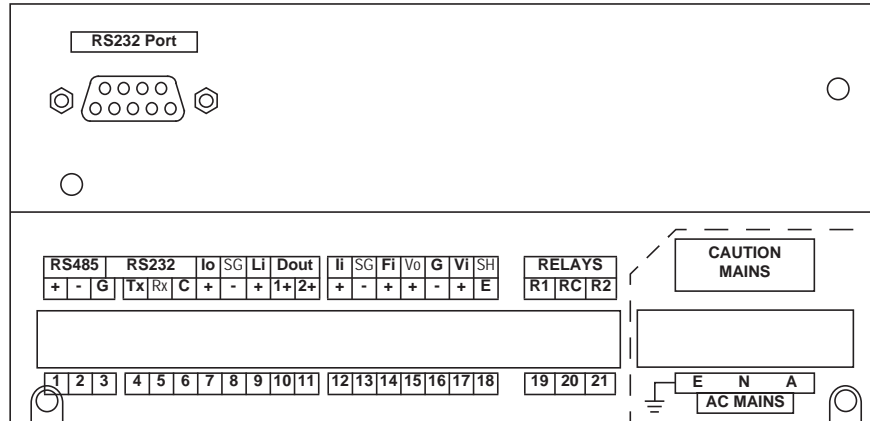 RS232 Port
CAUTION
MAINS
RS485 RS232 Io SG Li Dout Ii SG Fi Vo G Vi SH RELAYS
+ - G Tx Rx C + - + 1+ 2+ + - + + - + E R1 RC R2
1 2 3 4 5 6 7 8 9 10 11 12 13 14 15 16 17 18 19 20 21 E N A
AC MAINS